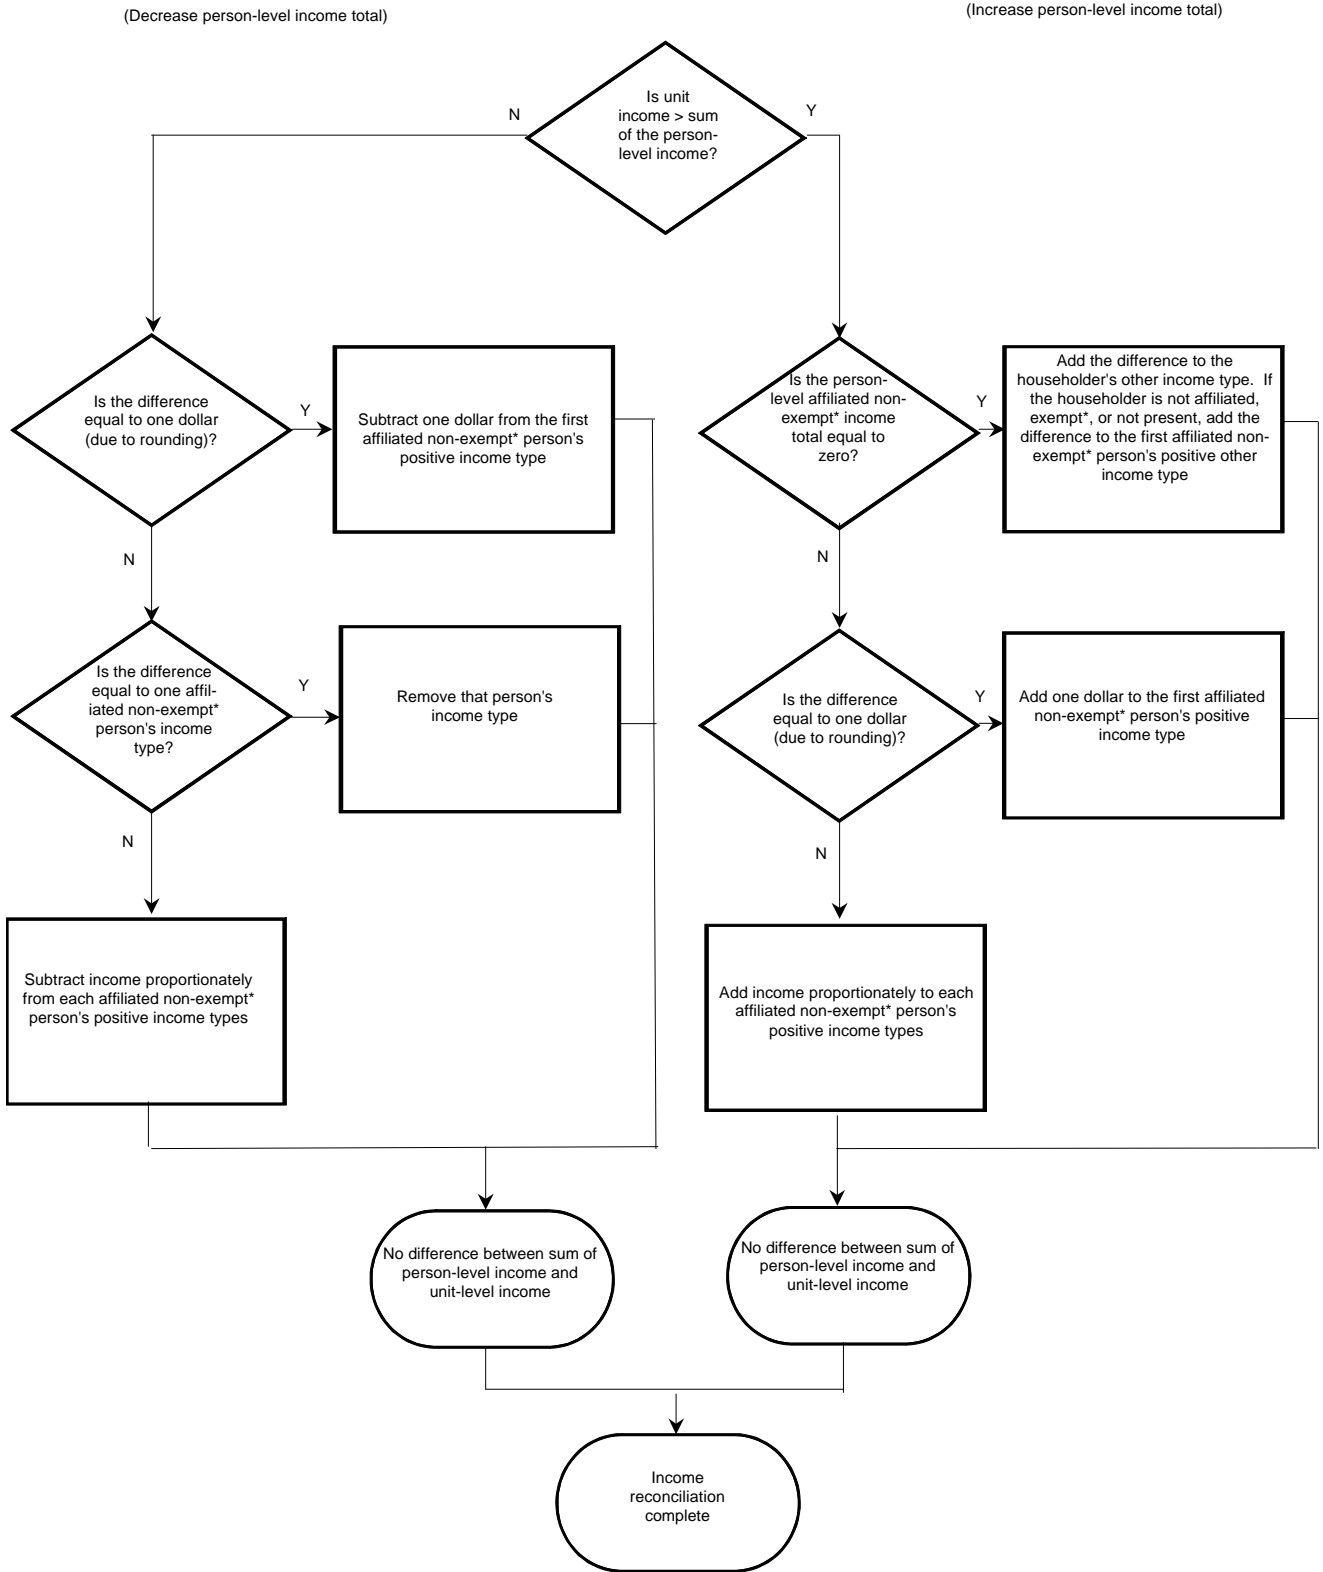 (Decrease person-level income total)
(Increase person-level income total)
Is unit
income > sum
of the person-
level income?
N
Y
Is the difference
equal to one dollar
(due to rounding)?
Y
Subtract one dollar from the first
affiliated non-exempt* person's
positive income type
Is the person-
level affiliated non-
exempt* income
total equal to
zero?
Y
Add the difference to the
householder's other income type.  If
the householder is not affiliated,
exempt*, or not present, add the
difference to the first affiliated non-
exempt* person's positive other
income type
N
N
Is the difference
equal to one affil-
iated non-exempt*
person's income
type?
Y
Remove that person's
income type
Is the difference
equal to one dollar
(due to rounding)?
Y
Add one dollar to the first affiliated
non-exempt* person's positive
income type
N
N
Subtract income proportionately
from each affiliated non-exempt*
person's positive income types
Add income proportionately to each
affiliated non-exempt* person's
positive income types
No difference between sum of
person-level income and
unit-level income
No difference between sum of
person-level income and
unit-level income
Income
reconciliation
complete